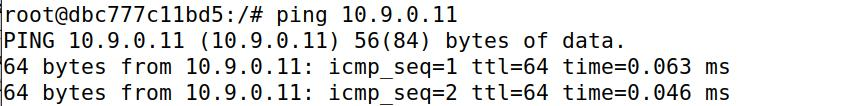 root@dbc777c11bd5:/# ping 10.9.0.11
PING 10.9.0.11 (10.9.0.11) 56(84) bytes of data.
64 bytes from 10.9.0.11: icmp_seq=1 ttl=64 time=0.063 ms
64 bytes from 10.9.0.11: icmp_seq=2 ttl=64 time=0.046 ms